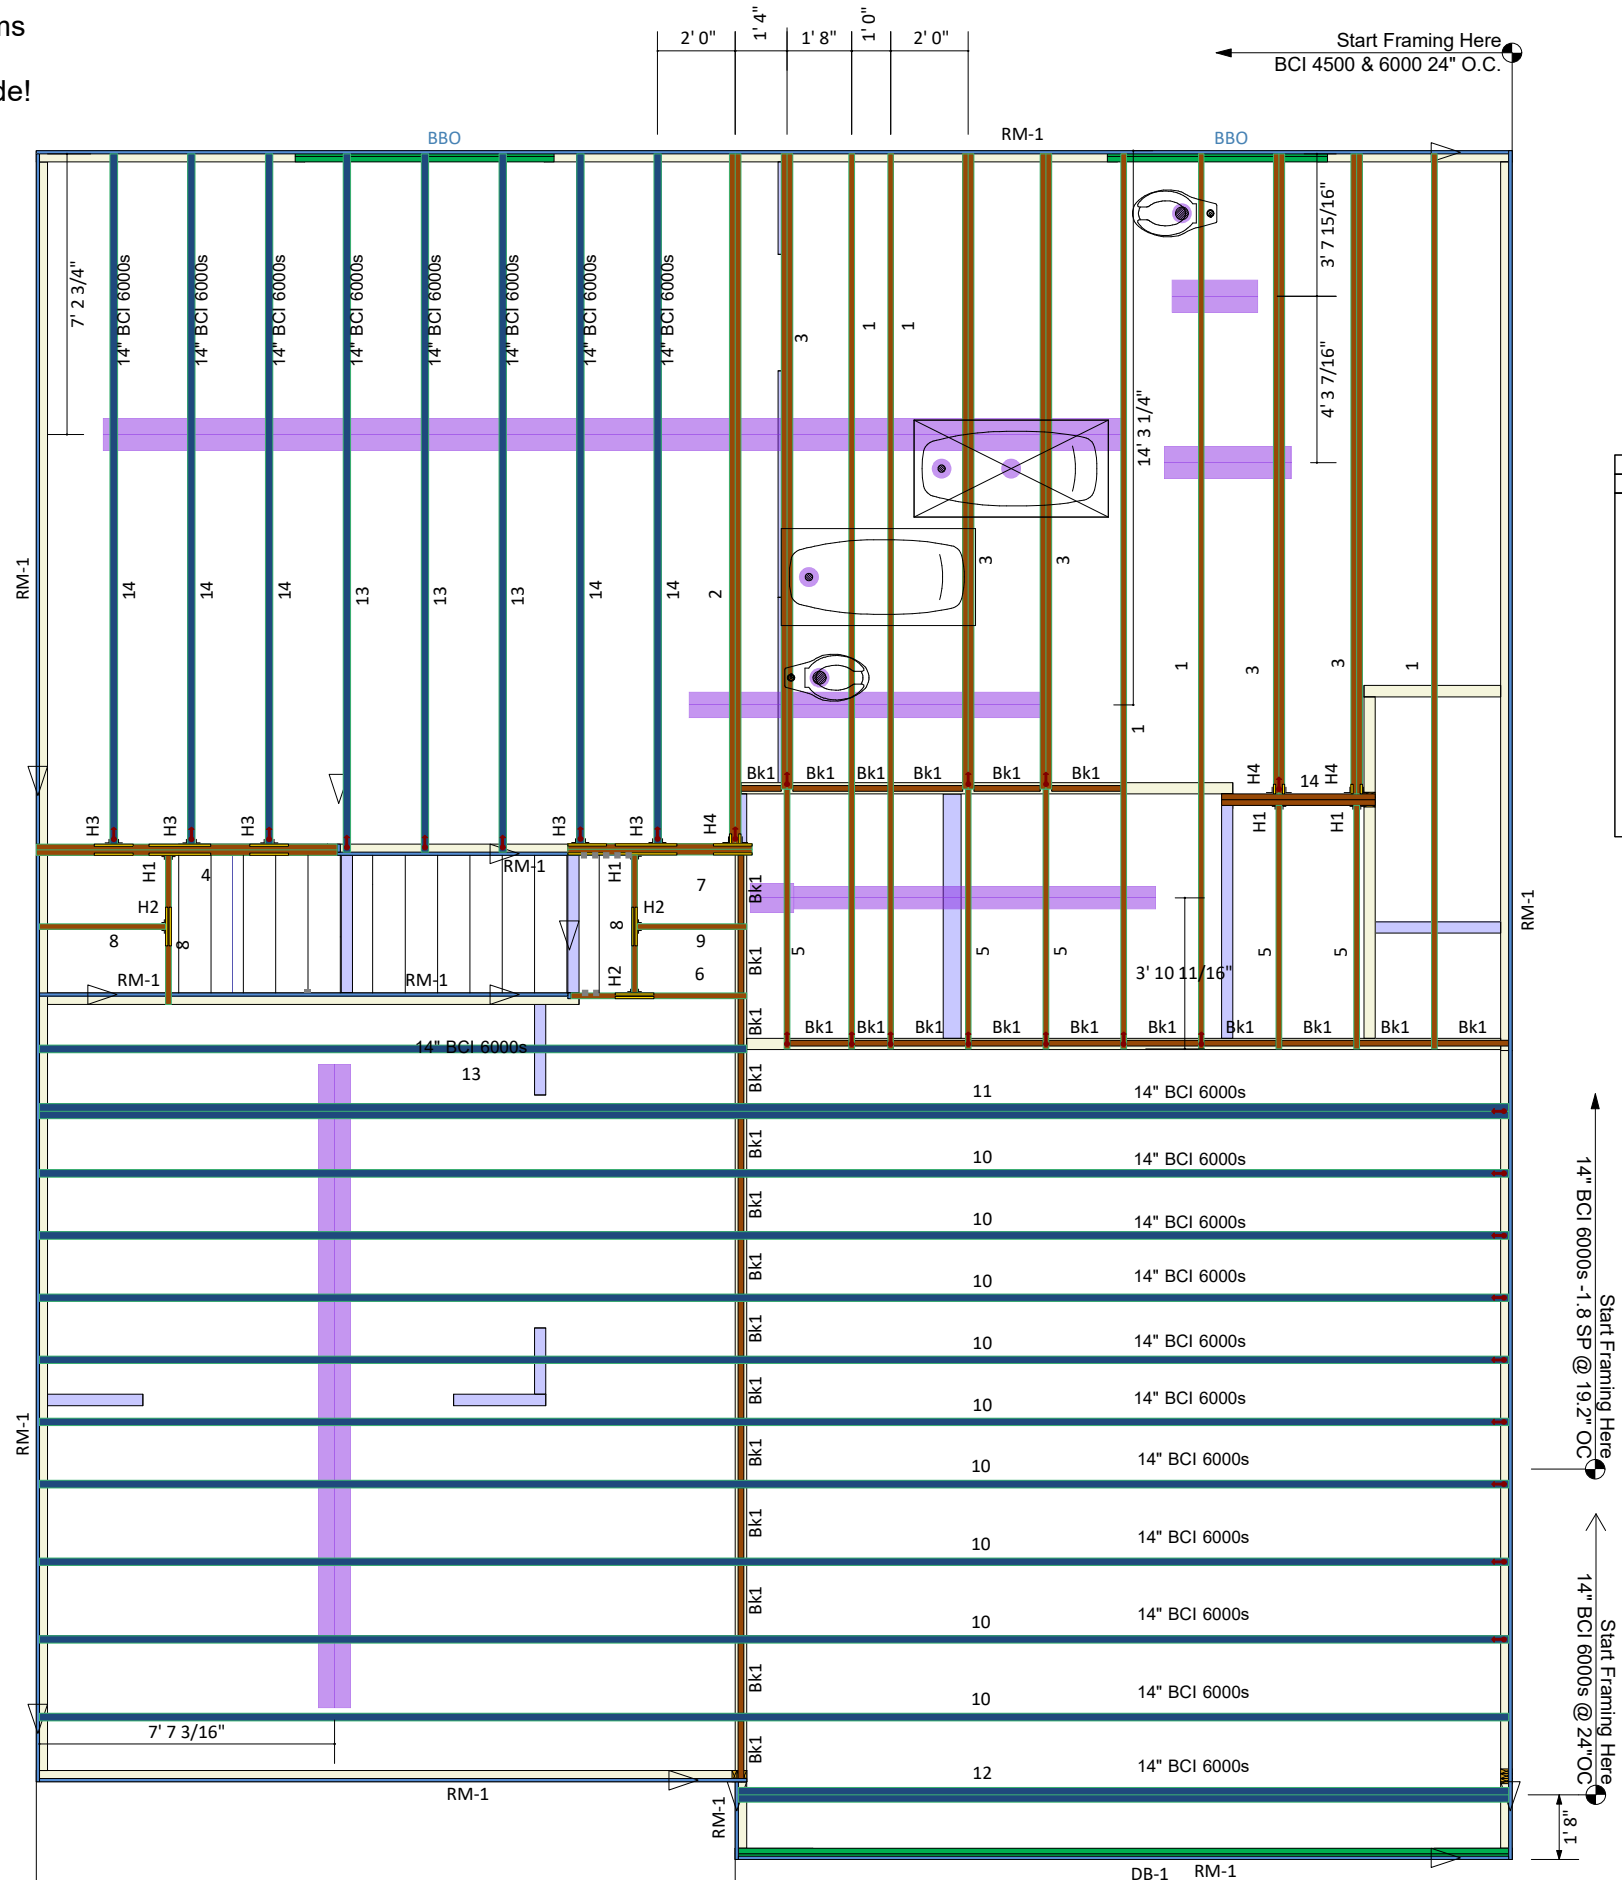 ns
de!
2' 0"
1' 4"
1' 8"
1' 0"
2' 0"
Start Framing Here
BCI 4500 & 6000 24" O.C.
BBO
RM-1
BBO
7' 2 3/4"
14" BCI 6000s
14" BCI 6000s
14" BCI 6000s
14" BCI 6000s
14" BCI 6000s
14" BCI 6000s
14" BCI 6000s
14" BCI 6000s
3
1
1
3' 7 15/16"
4' 3 7/16"
14' 3 1/4"
RM-1
14
14
14
13
13
13
14
14
2
3
3
1
3
3
1
1
Bk1
Bk1
Bk1
Bk1
Bk1
Bk1
H4
14
H4
H3
H3
H3
H3
H3
H4
H1
H1
RM-1
H1
4
H1
7
Bk1
H2
8
8
8
H2
9
6
H2
Bk1
5
5
5
5
5
3' 10 11/16"
RM-1
RM-1
RM-1
Bk1
Bk1
Bk1
Bk1
Bk1
Bk1
Bk1
Bk1
Bk1
Bk1
Bk1
14" BCI 6000s
13
Bk1
11
14" BCI 6000s
Bk1
10
14" BCI 6000s
Bk1
10
14" BCI 6000s
Bk1
10
14" BCI 6000s
Bk1
10
14" BCI 6000s
Bk1
10
14" BCI 6000s
Bk1
10
14" BCI 6000s
Bk1
10
14" BCI 6000s
Bk1
10
14" BCI 6000s
Bk1
10
14" BCI 6000s
Bk1
12
14" BCI 6000s
RM-1
Start Framing Here
14" BCI 6000s -1.8 SP @ 19.2" OC
Start Framing Here
14" BCI 6000s @ 24"OC
7' 7 3/16"
RM-1
RM-1
1' 8"
DB-1
RM-1